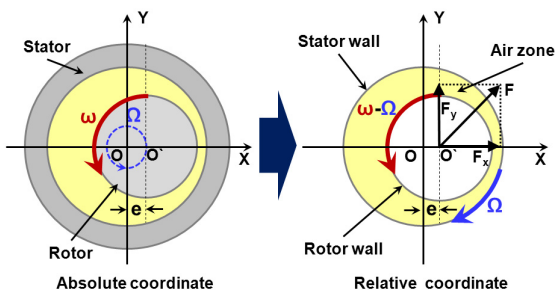 Y
Stator
ω
Ω
O
O`
X
e
Rotor
Absolute coordinate
Y
Stator wall
Air zone
F
ω-Ω
Fy
O
O`
Fx
X
e
Ω
Rotor wall
Relative coordinate